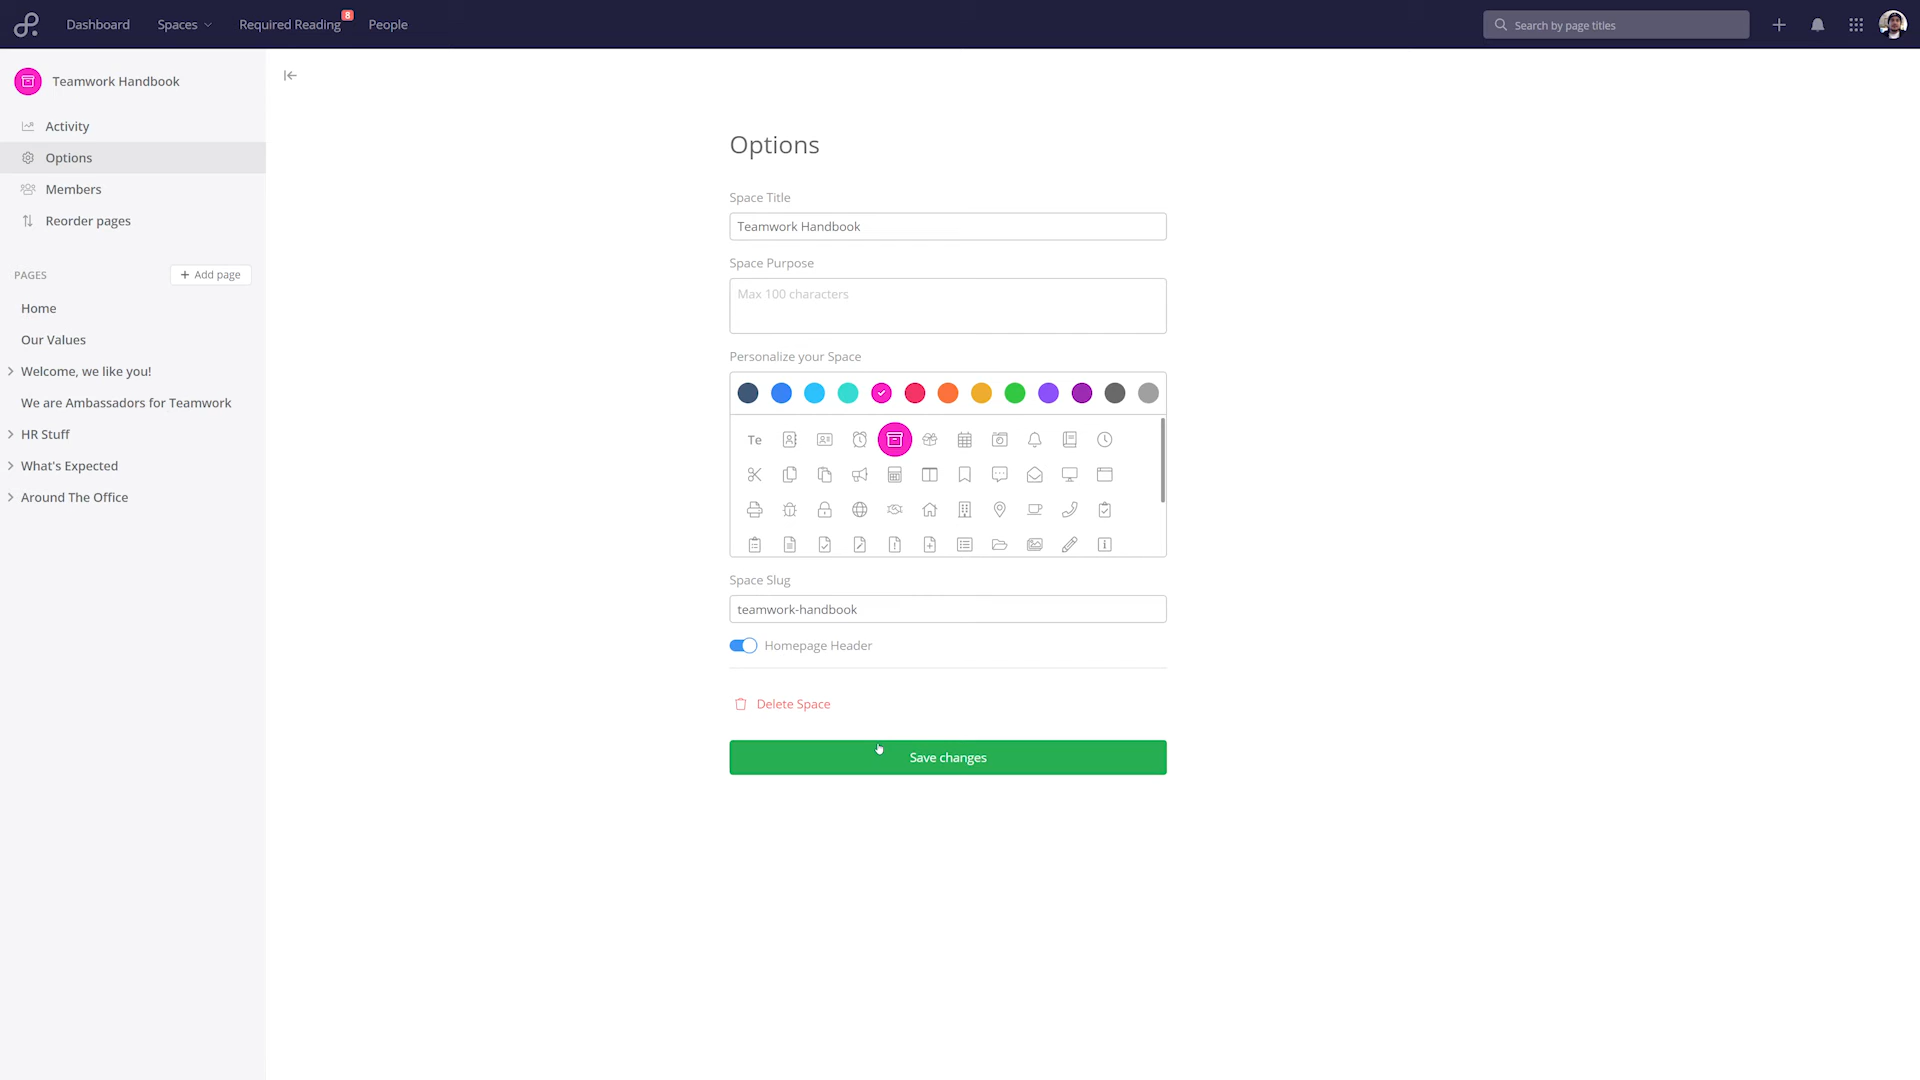 Dashboard
Spaces
Required Reading
8
People
Search by page titles
Teamwork Handbook
Activity
Options
Members
Reorder pages
PAGES
+ Add page
Home
Our Values
Welcome, we like you!
We are Ambassadors for Teamwork
HR Stuff
What's Expected
Around The Office
Options
Space Title
Teamwork Handbook
Space Purpose
Max 100 characters
Personalize your Space
Te
Space Slug
teamwork-handbook
Homepage Header
Delete Space
Save changes